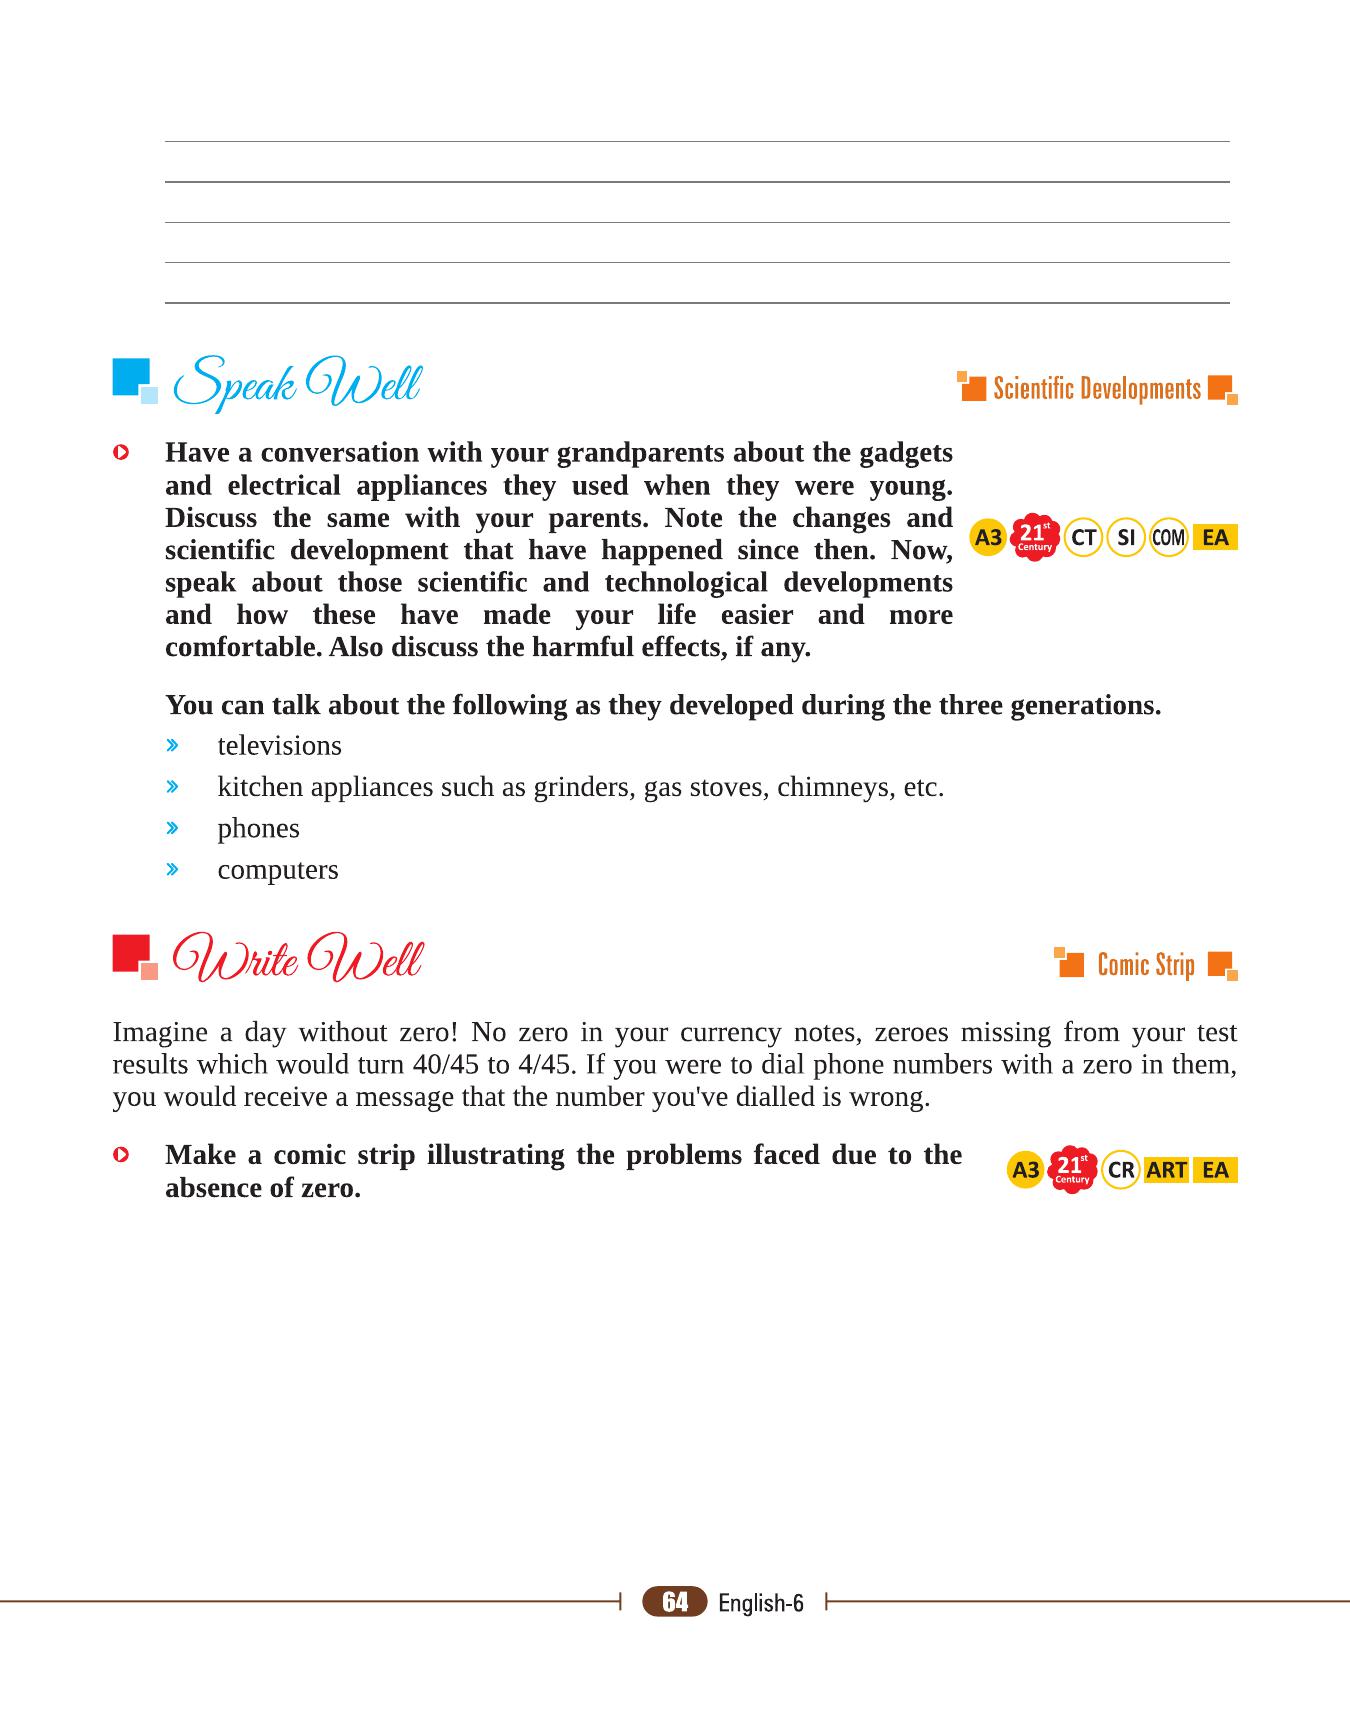 Speak Well
Scientific Developments
Have a conversation with your grandparents about the gadgets
and electrical appliances they used when they were young.
Discuss the same with your parents. Note the changes and
scientific development that have happened since then. Now,
speak about those scientific and technological developments
and how these have made your life easier and more
comfortable. Also discuss the harmful effects, if any.
A3 21st Century CT SI COM EA
You can talk about the following as they developed during the three generations.
televisions
kitchen appliances such as grinders, gas stoves, chimneys, etc.
phones
computers
Write Well
Comic Strip
Imagine a day without zero! No zero in your currency notes, zeroes missing from your test
results which would turn 40/45 to 4/45. If you were to dial phone numbers with a zero in them,
you would receive a message that the number you've dialled is wrong.
Make a comic strip illustrating the problems faced due to the
absence of zero.
A3 21st Century CR ART EA
64 English-6